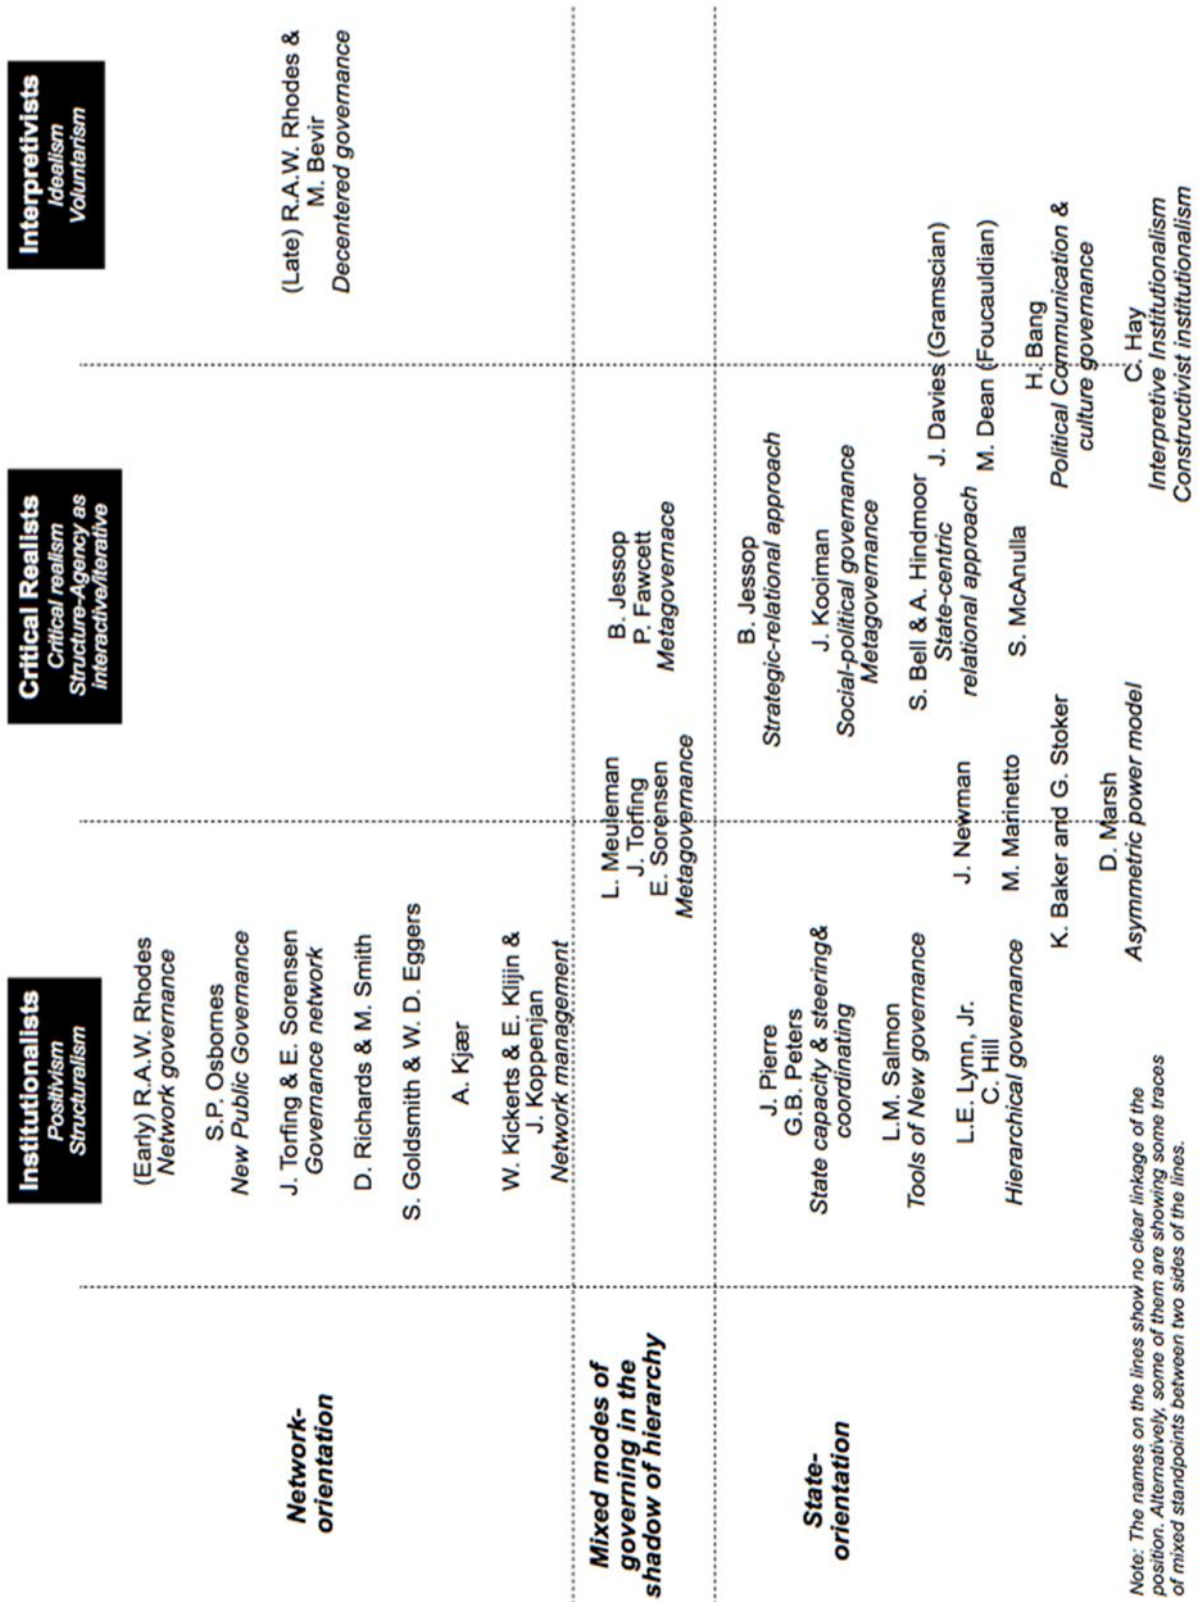 Institutionalists
Positivism
Structuralism
Critical Realists
Critical realism
Structure-Agency as
interactive/iterative
Interpretivists
Idealism
Voluntarism
Network-
orientation
(Early) R.A.W. Rhodes
Network governance
S.P. Osbornes
New Public Governance
J. Torfing & E. Sorensen
Governance network
D. Richards & M. Smith
S. Goldsmith & W. D. Eggers
A. Kjær
W. Kickerts & E. Klijin &
J. Koppenjan
Network management
(Late) R.A.W. Rhodes &
M. Bevir
Decentered governance
Mixed modes of
governing in the
shadow of hierarchy
L. Meuleman
J. Torfing
E. Sorensen
Metagovernance
B. Jessop
P. Fawcett
Metagovernace
State-
orientation
J. Pierre
G.B. Peters
State capacity & steering&
coordinating
L.M. Salmon
Tools of New governance
L.E. Lynn, Jr.
C. Hill
Hierarchical governance
J. Newman
M. Marinetto
K. Baker and G. Stoker
D. Marsh
Asymmetric power model
B. Jessop
Strategic-relational approach
J. Kooiman
Social-political governance
Metagovernance
S. Bell & A. Hindmoor
State-centric
relational approach
S. McAnulla
J. Davies (Gramscian)
M. Dean (Foucauldian)
H. Bang
Political Communication &
culture governance
C. Hay
Interpretive Institutionalism
Constructivist institutionalism
Note: The names on the lines show no clear linkage of the
position. Alternatively, some of them are showing some traces
of mixed standpoints between two sides of the lines.